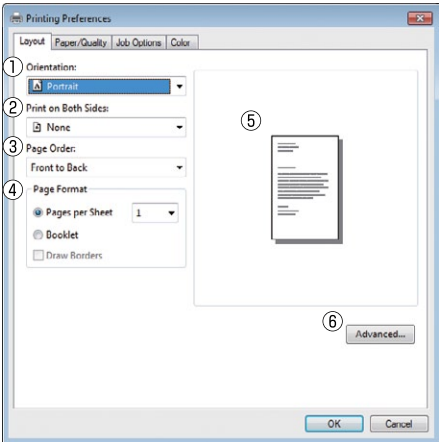 Printing Preferences
Layout Paper/Quality Job Options Color
① Orientation:
Portrait
② Print on Both Sides:
None
③ Page Order:
Front to Back
④ Page Format
Pages per Sheet 1
Booklet
Draw Borders
⑤
⑥
Advanced...
OK Cancel